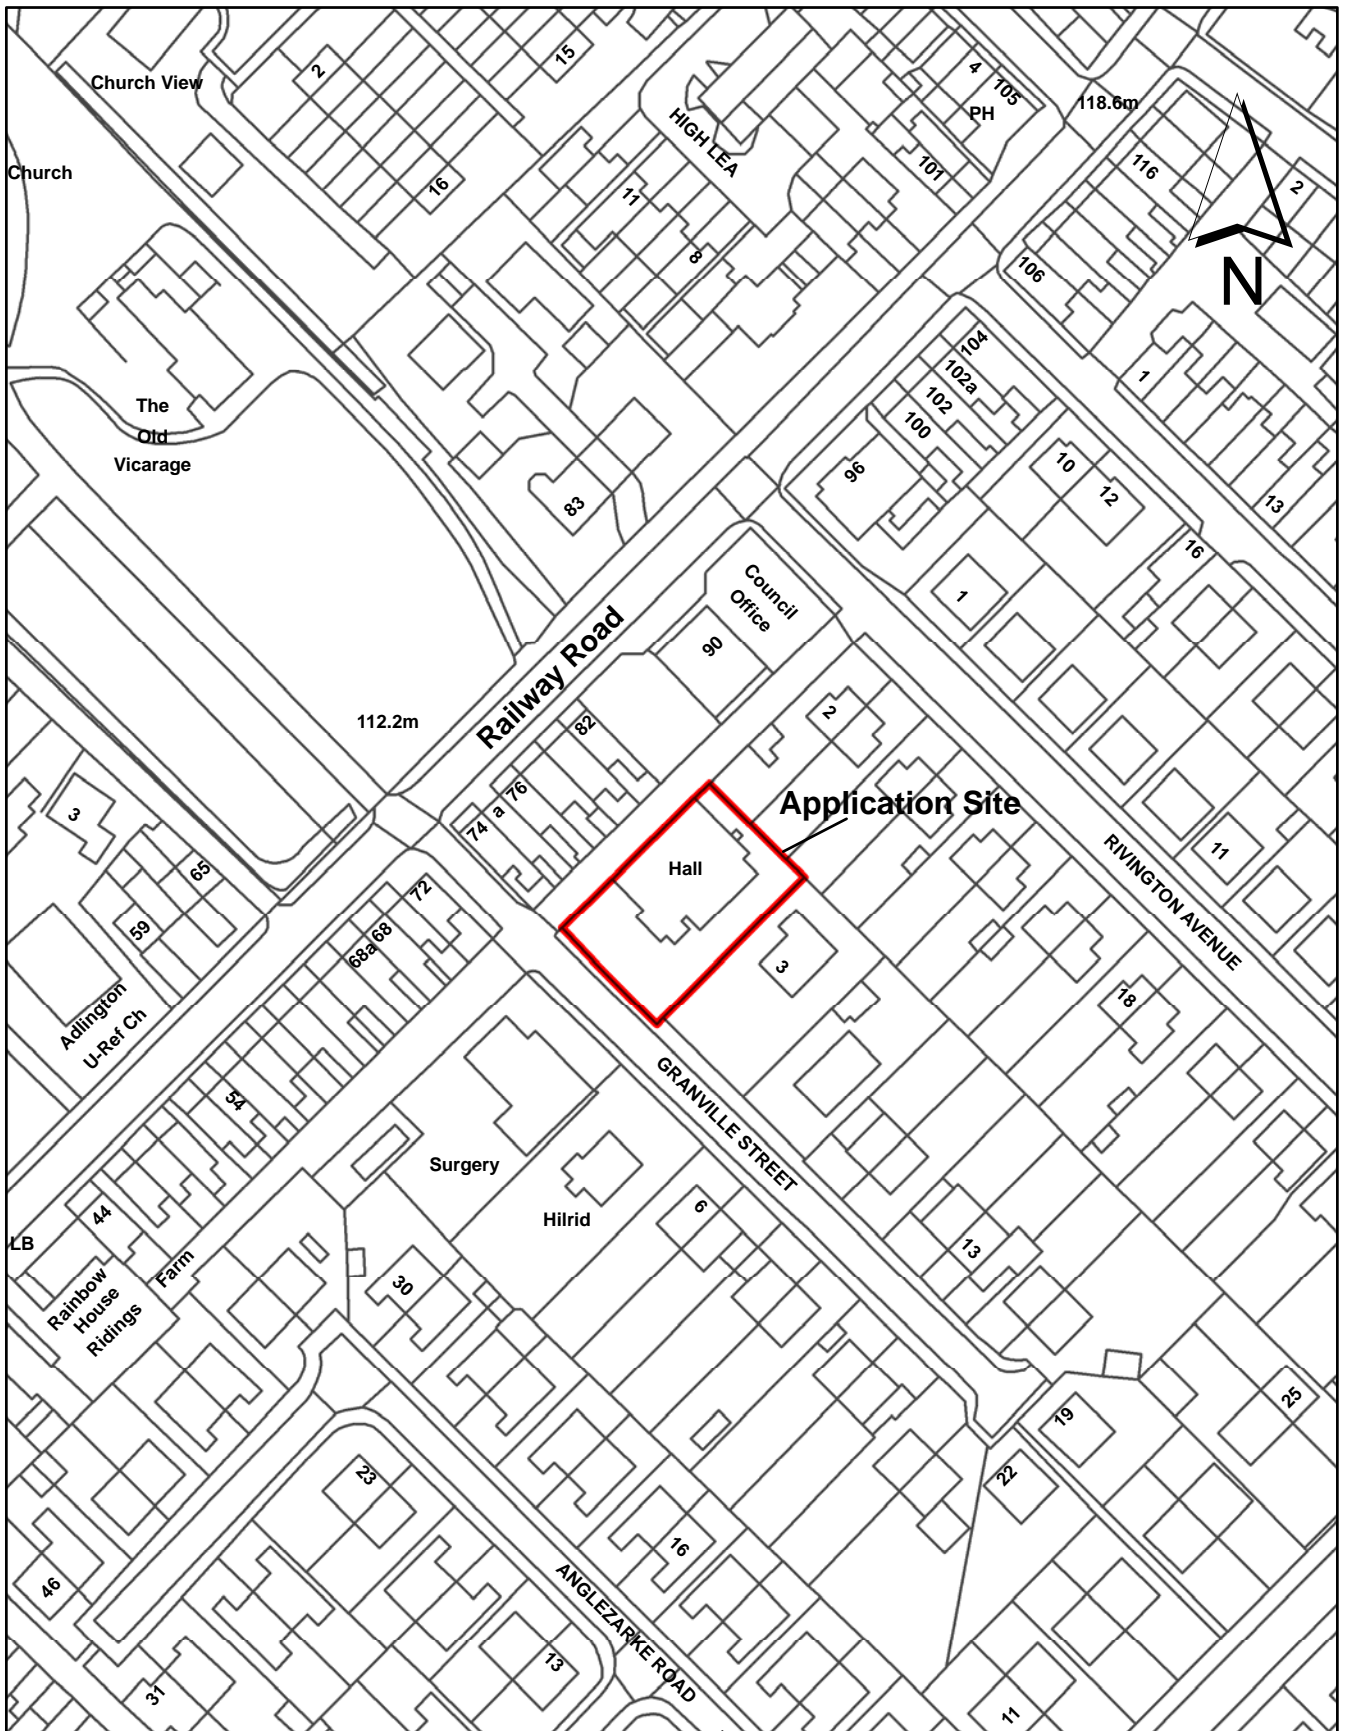 2
15
4
105
PH
118.6m
Church View
HIGH LEA
Church
16
11
101
116
2
8
106
N
104
102a
102
100
1
The
Old
Vicarage
96
10
12
13
83
16
Council
Office
1
90
Railway Road
112.2m
82
2
76
a
74
Application Site
3
65
Hall
RIVINGTON AVENUE
11
72
68
68a
59
3
18
Adlington
U-Ref Ch
GRANVILLE STREET
54
Surgery
Hilrid
6
44
LB
13
Farm
Rainbow
House
Ridings
30
25
19
23
22
16
46
ANGLEZARKE ROAD
13
31
11